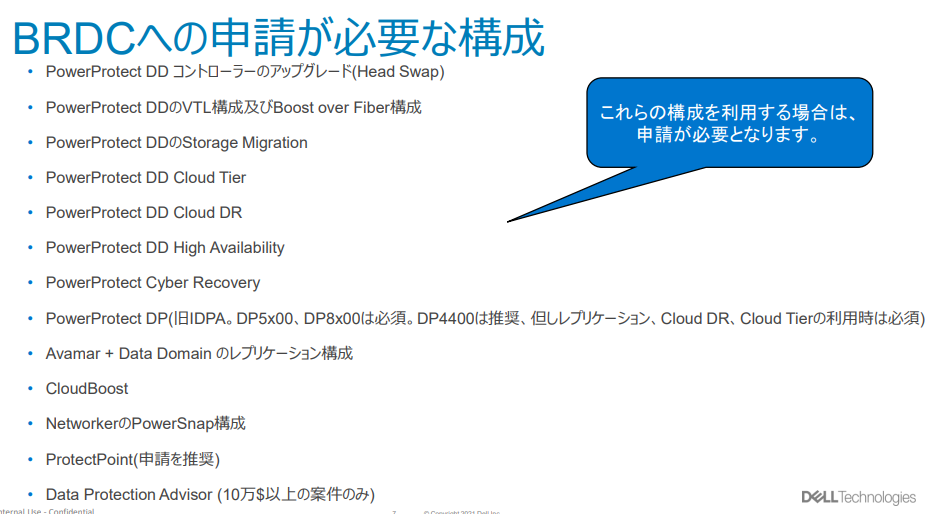 BRDCへの申請が必要な構成
• PowerProtect DD コントローラーのアップグレード(Head Swap)
• PowerProtect DDのVTL構成及びBoost over Fiber構成
• PowerProtect DDのStorage Migration
• PowerProtect DD Cloud Tier
• PowerProtect DD Cloud DR
• PowerProtect DD High Availability
• PowerProtect Cyber Recovery
• PowerProtect DP(旧IDPA。DP5x00、DP8x00は必須。DP4400は推奨、但しレプリケーション、Cloud DR、Cloud Tierの利用時は必須)
• Avamar + Data Domain のレプリケーション構成
• CloudBoost
• NetworkerのPowerSnap構成
• ProtectPoint(申請を推奨)
• Data Protection Advisor (10万$以上の案件のみ)
これらの構成を利用する場合は、
申請が必要となります。
nternal Use - Confidential
7
© Copyright 2021 Dell Inc.
DELLTechnologies